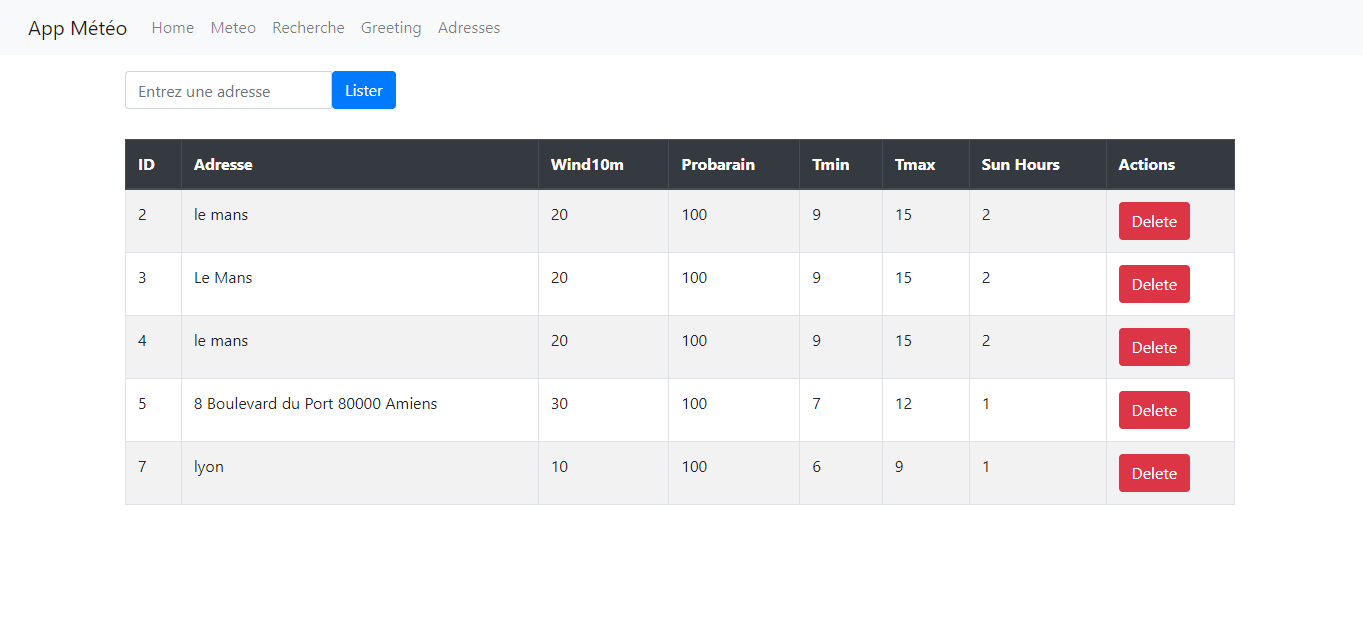 App Météo Home Meteo Recherche Greeting Adresses
Entrez une adresse Lister
ID Adresse Wind10m Probarain Tmin Tmax Sun Hours Actions
2 le mans 20 100 9 15 2 Delete
3 Le Mans 20 100 9 15 2 Delete
4 le mans 20 100 9 15 2 Delete
5 8 Boulevard du Port 80000 Amiens 30 100 7 12 1 Delete
7 lyon 10 100 6 9 1 Delete